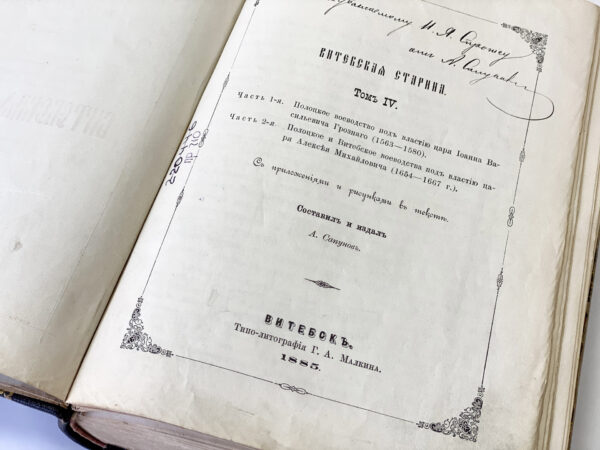 И. Я.
отъ А. Сапунова
ВИТЕБСКАЯ СТАРИНА.
Томъ IV.
Часть 1-я. Полоцкое воеводство подъ властію царя Іоанна Ва-
сильевича Грознаго (1563—1580).
Часть 2-я. Полоцкое и Витебское воеводства подъ властію ца-
ря Алексѣя Михайловича (1654—1667 г.).
Съ приложеніями и рисунками въ текстѣ.
Составилъ и издалъ
А. Сапуновъ.
ВИТЕБСКЪ.
Типо-литографія Г. А. Малкина.
1885.